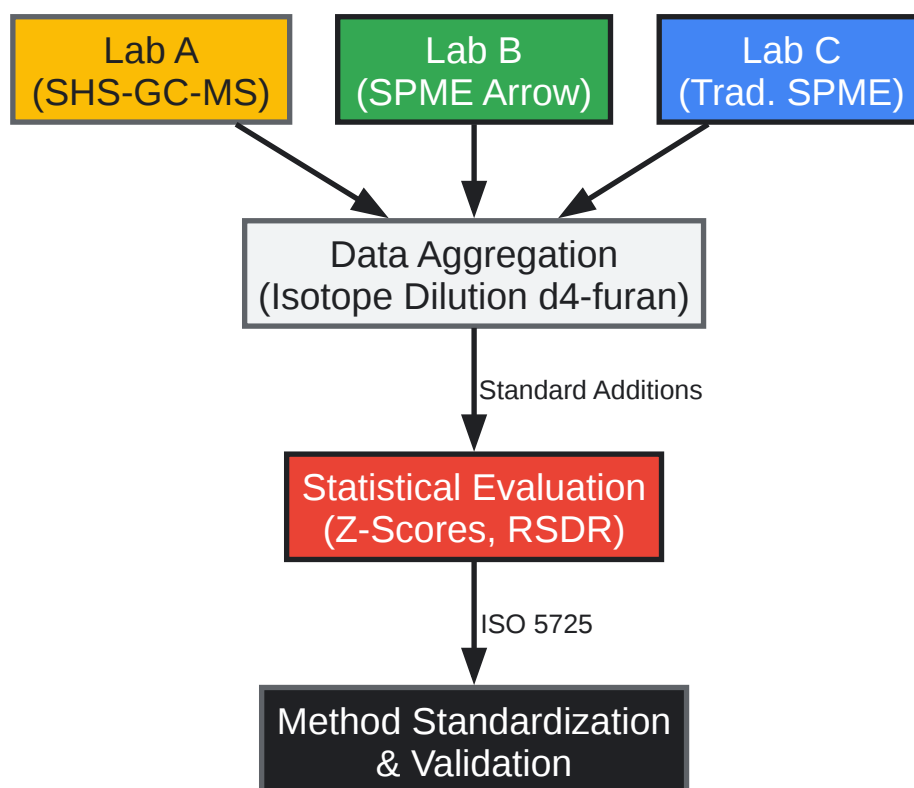 Lab A
(SHS-GC-MS)
Lab B
(SPME Arrow)
Lab C
(Trad. SPME)
Data Aggregation
(Isotope Dilution d4-furan)
Standard Additions
Statistical Evaluation
(Z-Scores, RSDR)
ISO 5725
Method Standardization
& Validation